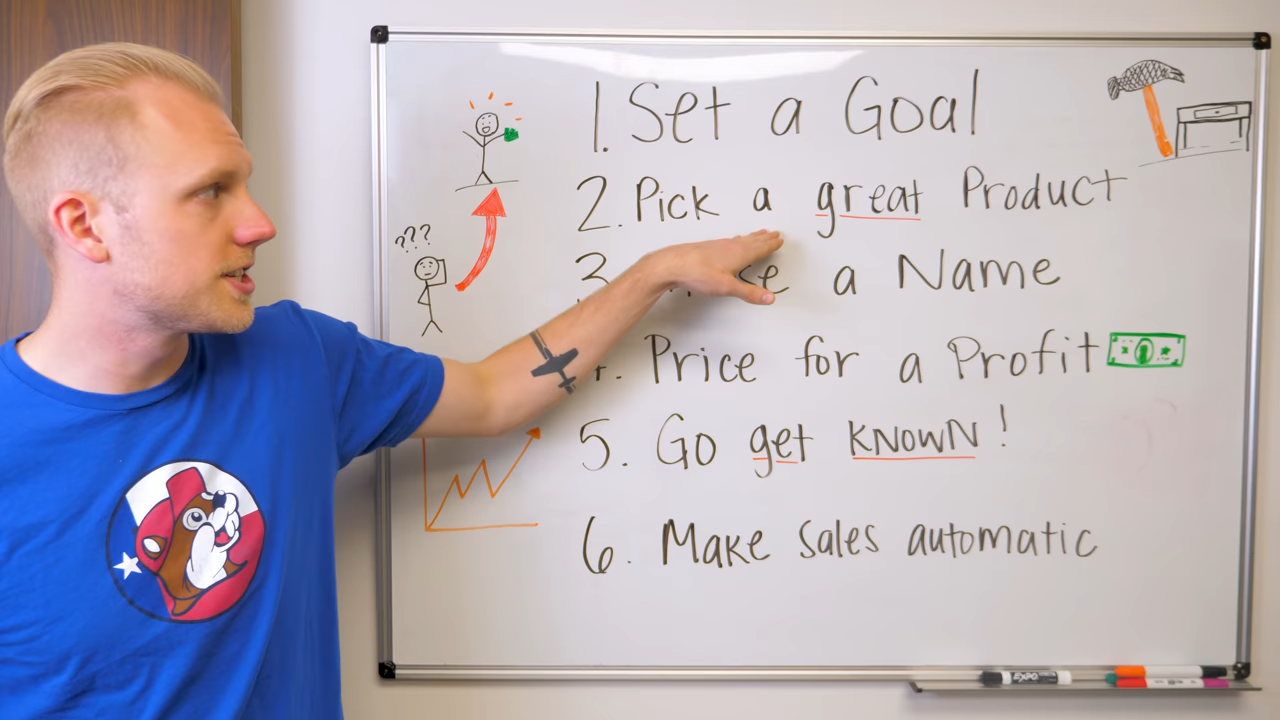 1. Set a Goal
2. Pick a great Product
3. a Name
4. Price for a Profit
5. Go get KNOWN!
6. Make Sales automatic
???
EXPO